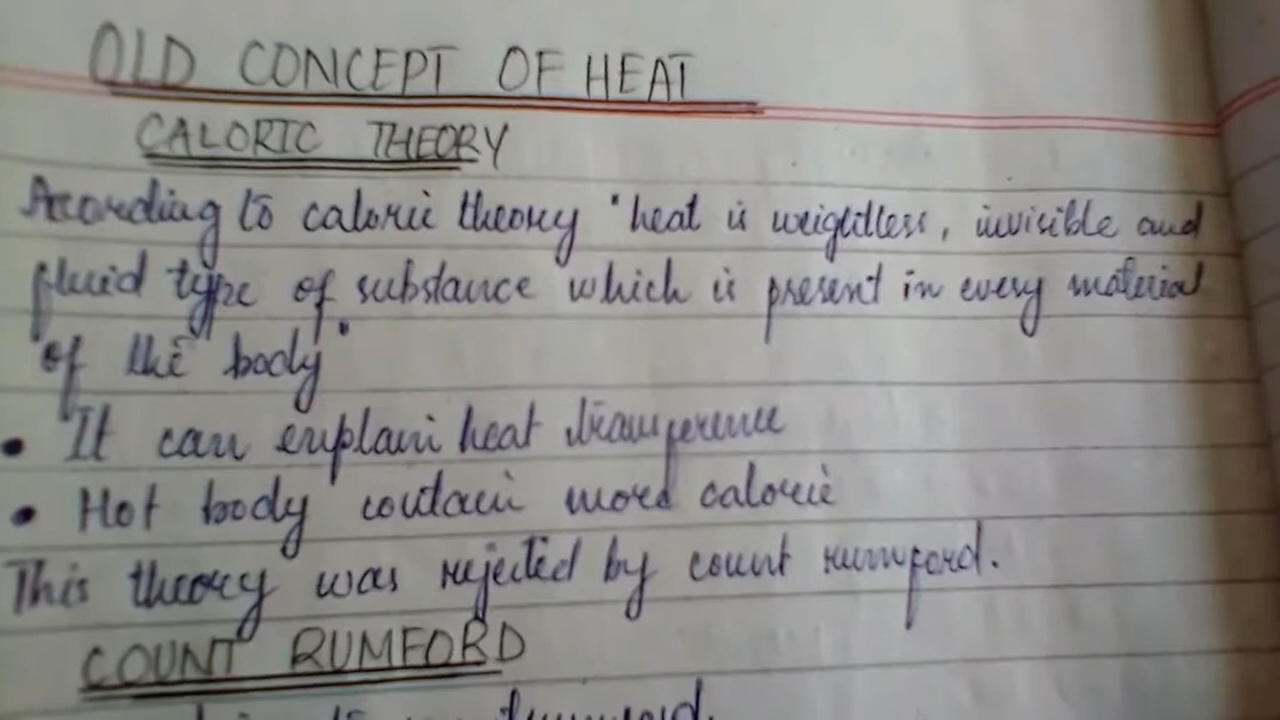 OLD CONCEPT OF HEAT
CALORIC THEORY
According to caloric theory "heat is weightless, invisible and
fluid type of substance which is present in every material
of the body"
• It can explain heat transference
• Hot body contain more caloric
This theory was rejected by count rumford.
COUNT RUMFORD